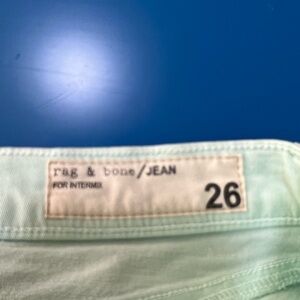 rag & bone/JEAN
FOR INTERMIX
26